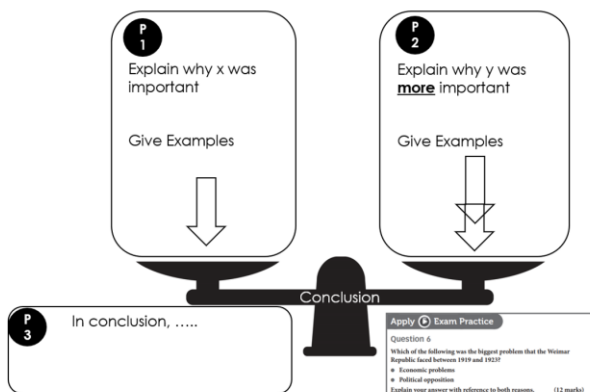 P
1
Explain why x was
important
Give Examples
P
2
Explain why y was
more important
Give Examples
Conclusion
P
3
In conclusion, .....
Apply Exam Practice
Question 6
Which of the following was the biggest problem that the Weimar
Republic faced between 1919 and 1923?
• Economic problems
• Political opposition
Explain your answer with reference to both reasons. (12 marks)